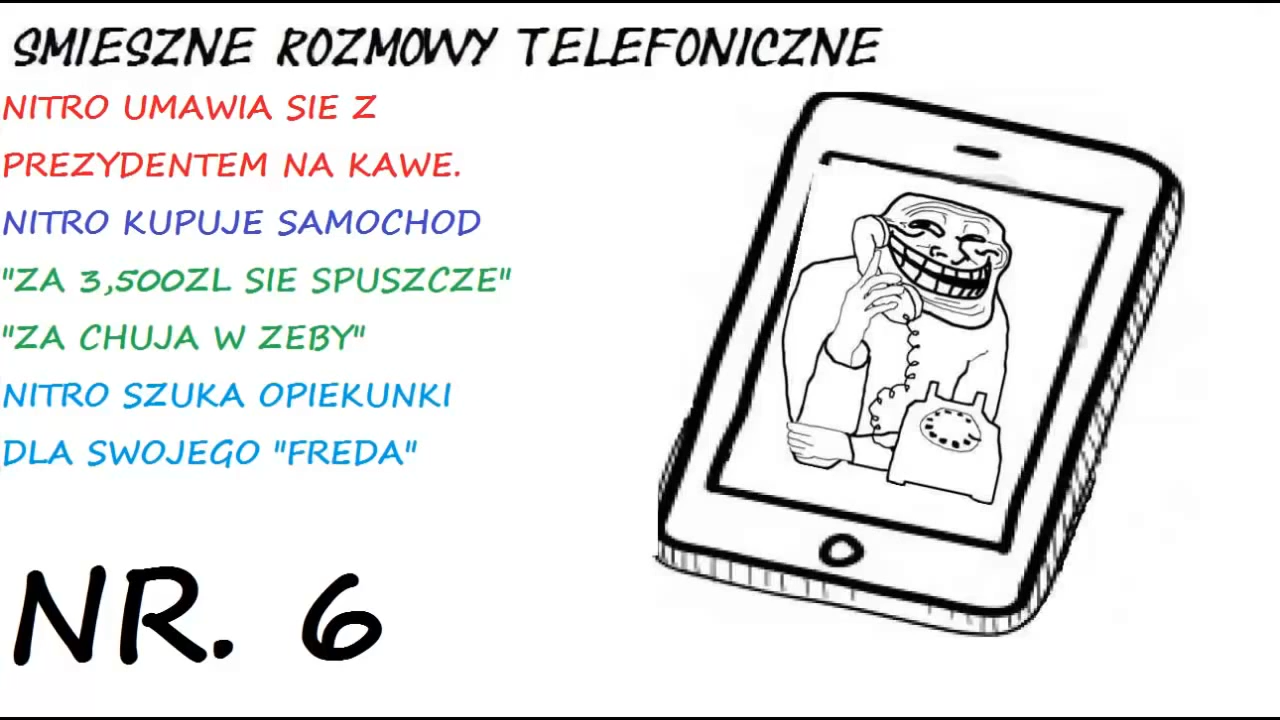 SMIESZNE ROZMOWY TELEFONICZNE
NITRO UMAWIA SIE Z
PREZYDENTEM NA KAWE.
NITRO KUPUJE SAMOCHOD
"ZA 3,500ZL SIE SPUSZCZE"
"ZA CHUJA W ZEBY"
NITRO SZUKA OPIEKUNKI
DLA SWOJEGO "FREDA"
NR. 6